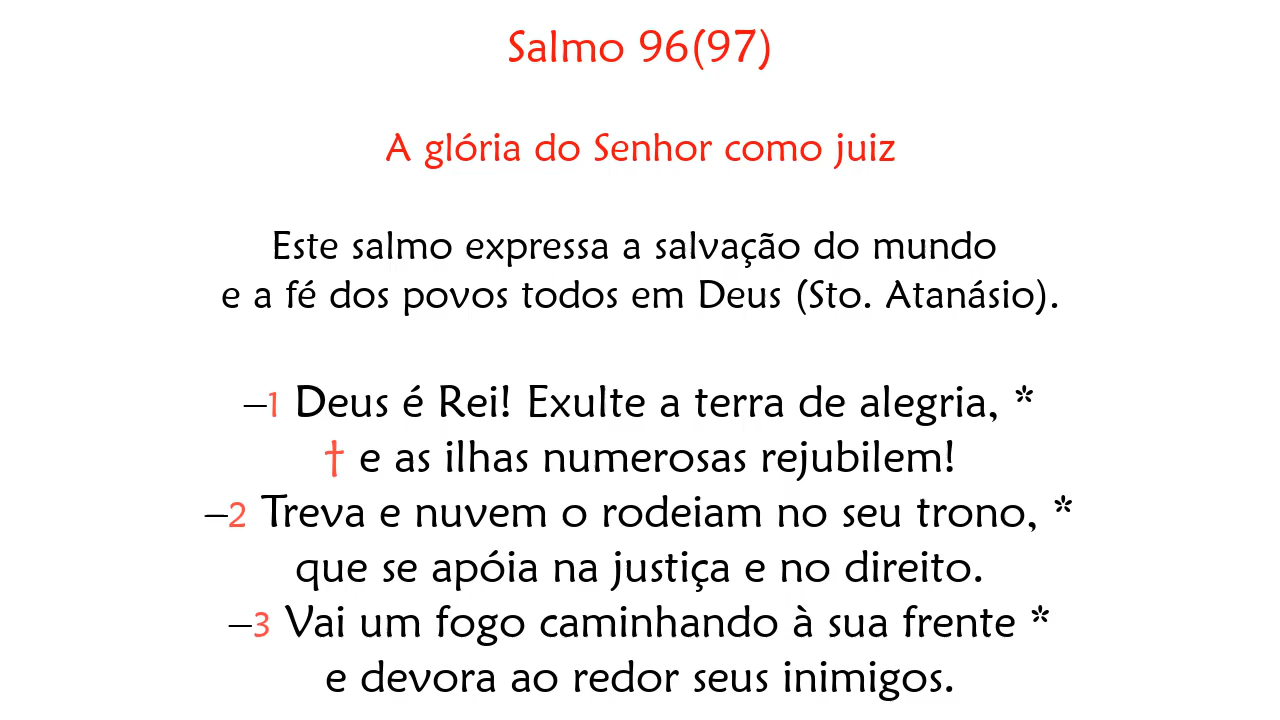 Salmo 96(97)
A glória do Senhor como juiz
Este salmo expressa a salvação do mundo
e a fé dos povos todos em Deus (Sto. Atanásio).
–1 Deus é Rei! Exulte a terra de alegria, *
† e as ilhas numerosas rejubilem!
–2 Treva e nuvem o rodeiam no seu trono, *
que se apóia na justiça e no direito.
–3 Vai um fogo caminhando à sua frente *
e devora ao redor seus inimigos.